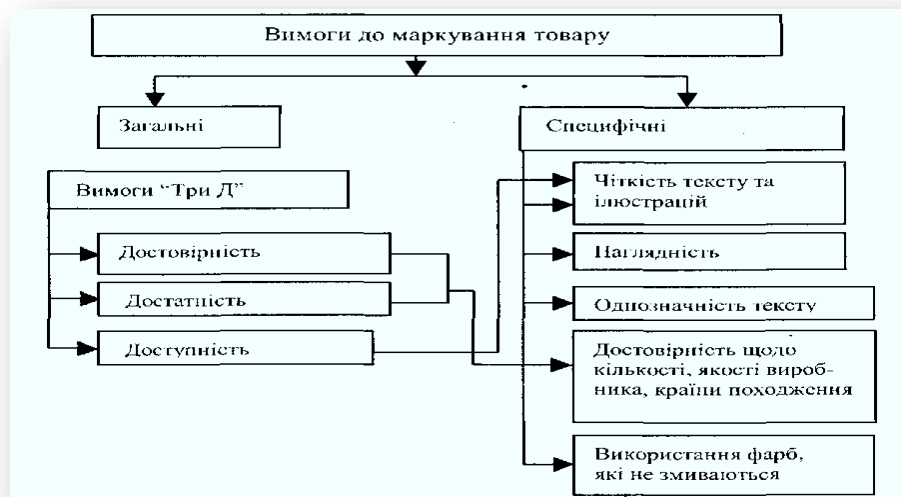 Вимоги до маркування товару
Загальні
Специфічні
Вимоги “Три Д”
Достовірність
Достатність
Доступність
Чіткість тексту та
ілюстрацій
Наглядність
Однозначність тексту
Достовірність щодо
кількості, якості вироб-
ника, країни походження
Використання фарб,
які не змиваються